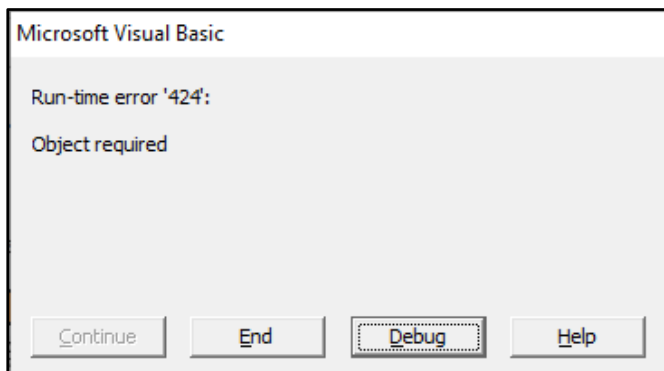 Microsoft Visual Basic
Run-time error '424':
Object required
Continue End Debug Help